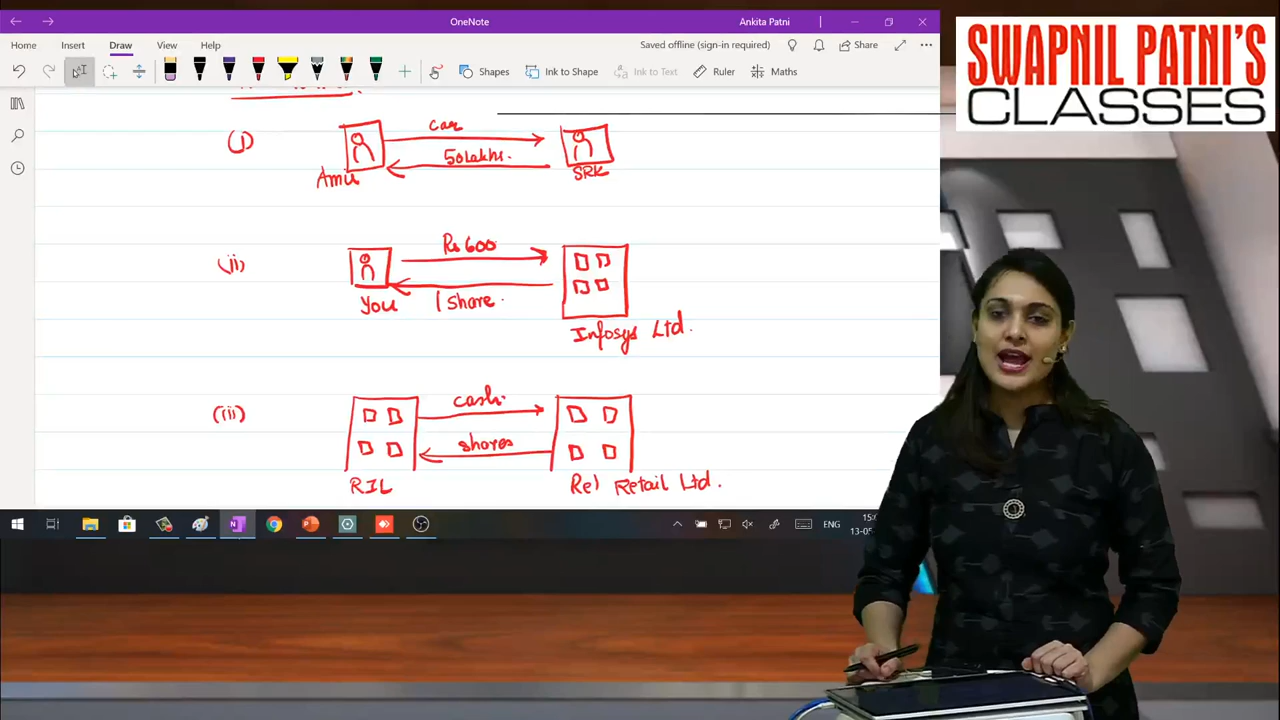 OneNote
Ankita Patni
Home Insert Draw View Help
Saved offline (sign-in required)
Share
Shapes
Ink to Shape
Ink to Text
Ruler
Maths
SWAPNIL PATNI'S
CLASSES
(i)
car
50 lakhs.
SRK
(ii)
Rs 600
1 share.
You
Infosys Ltd.
(iii)
cash
shares
RIL
Rel Retail Ltd.
ENG